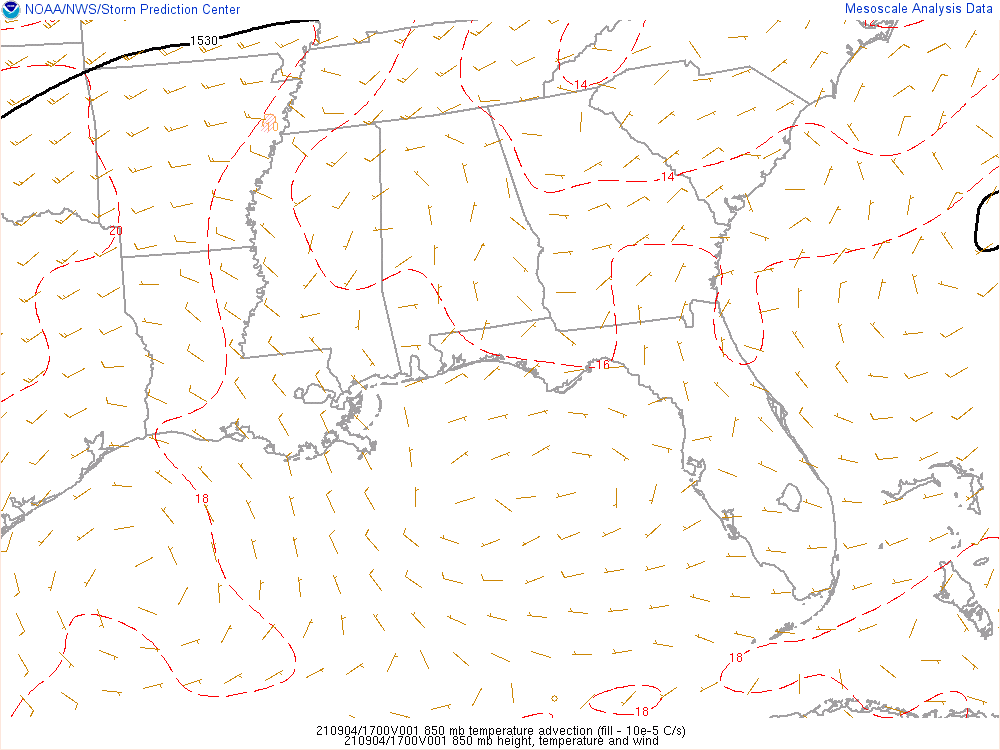 NOAA/NWS/Storm Prediction Center
Mesoscale Analysis Data
1530
14
10
14
20
16
18
18
18
210904/1700V001 850 mb temperature advection (fill - 10e-5 C/s)
210904/1700V001 850 mb height, temperature and wind